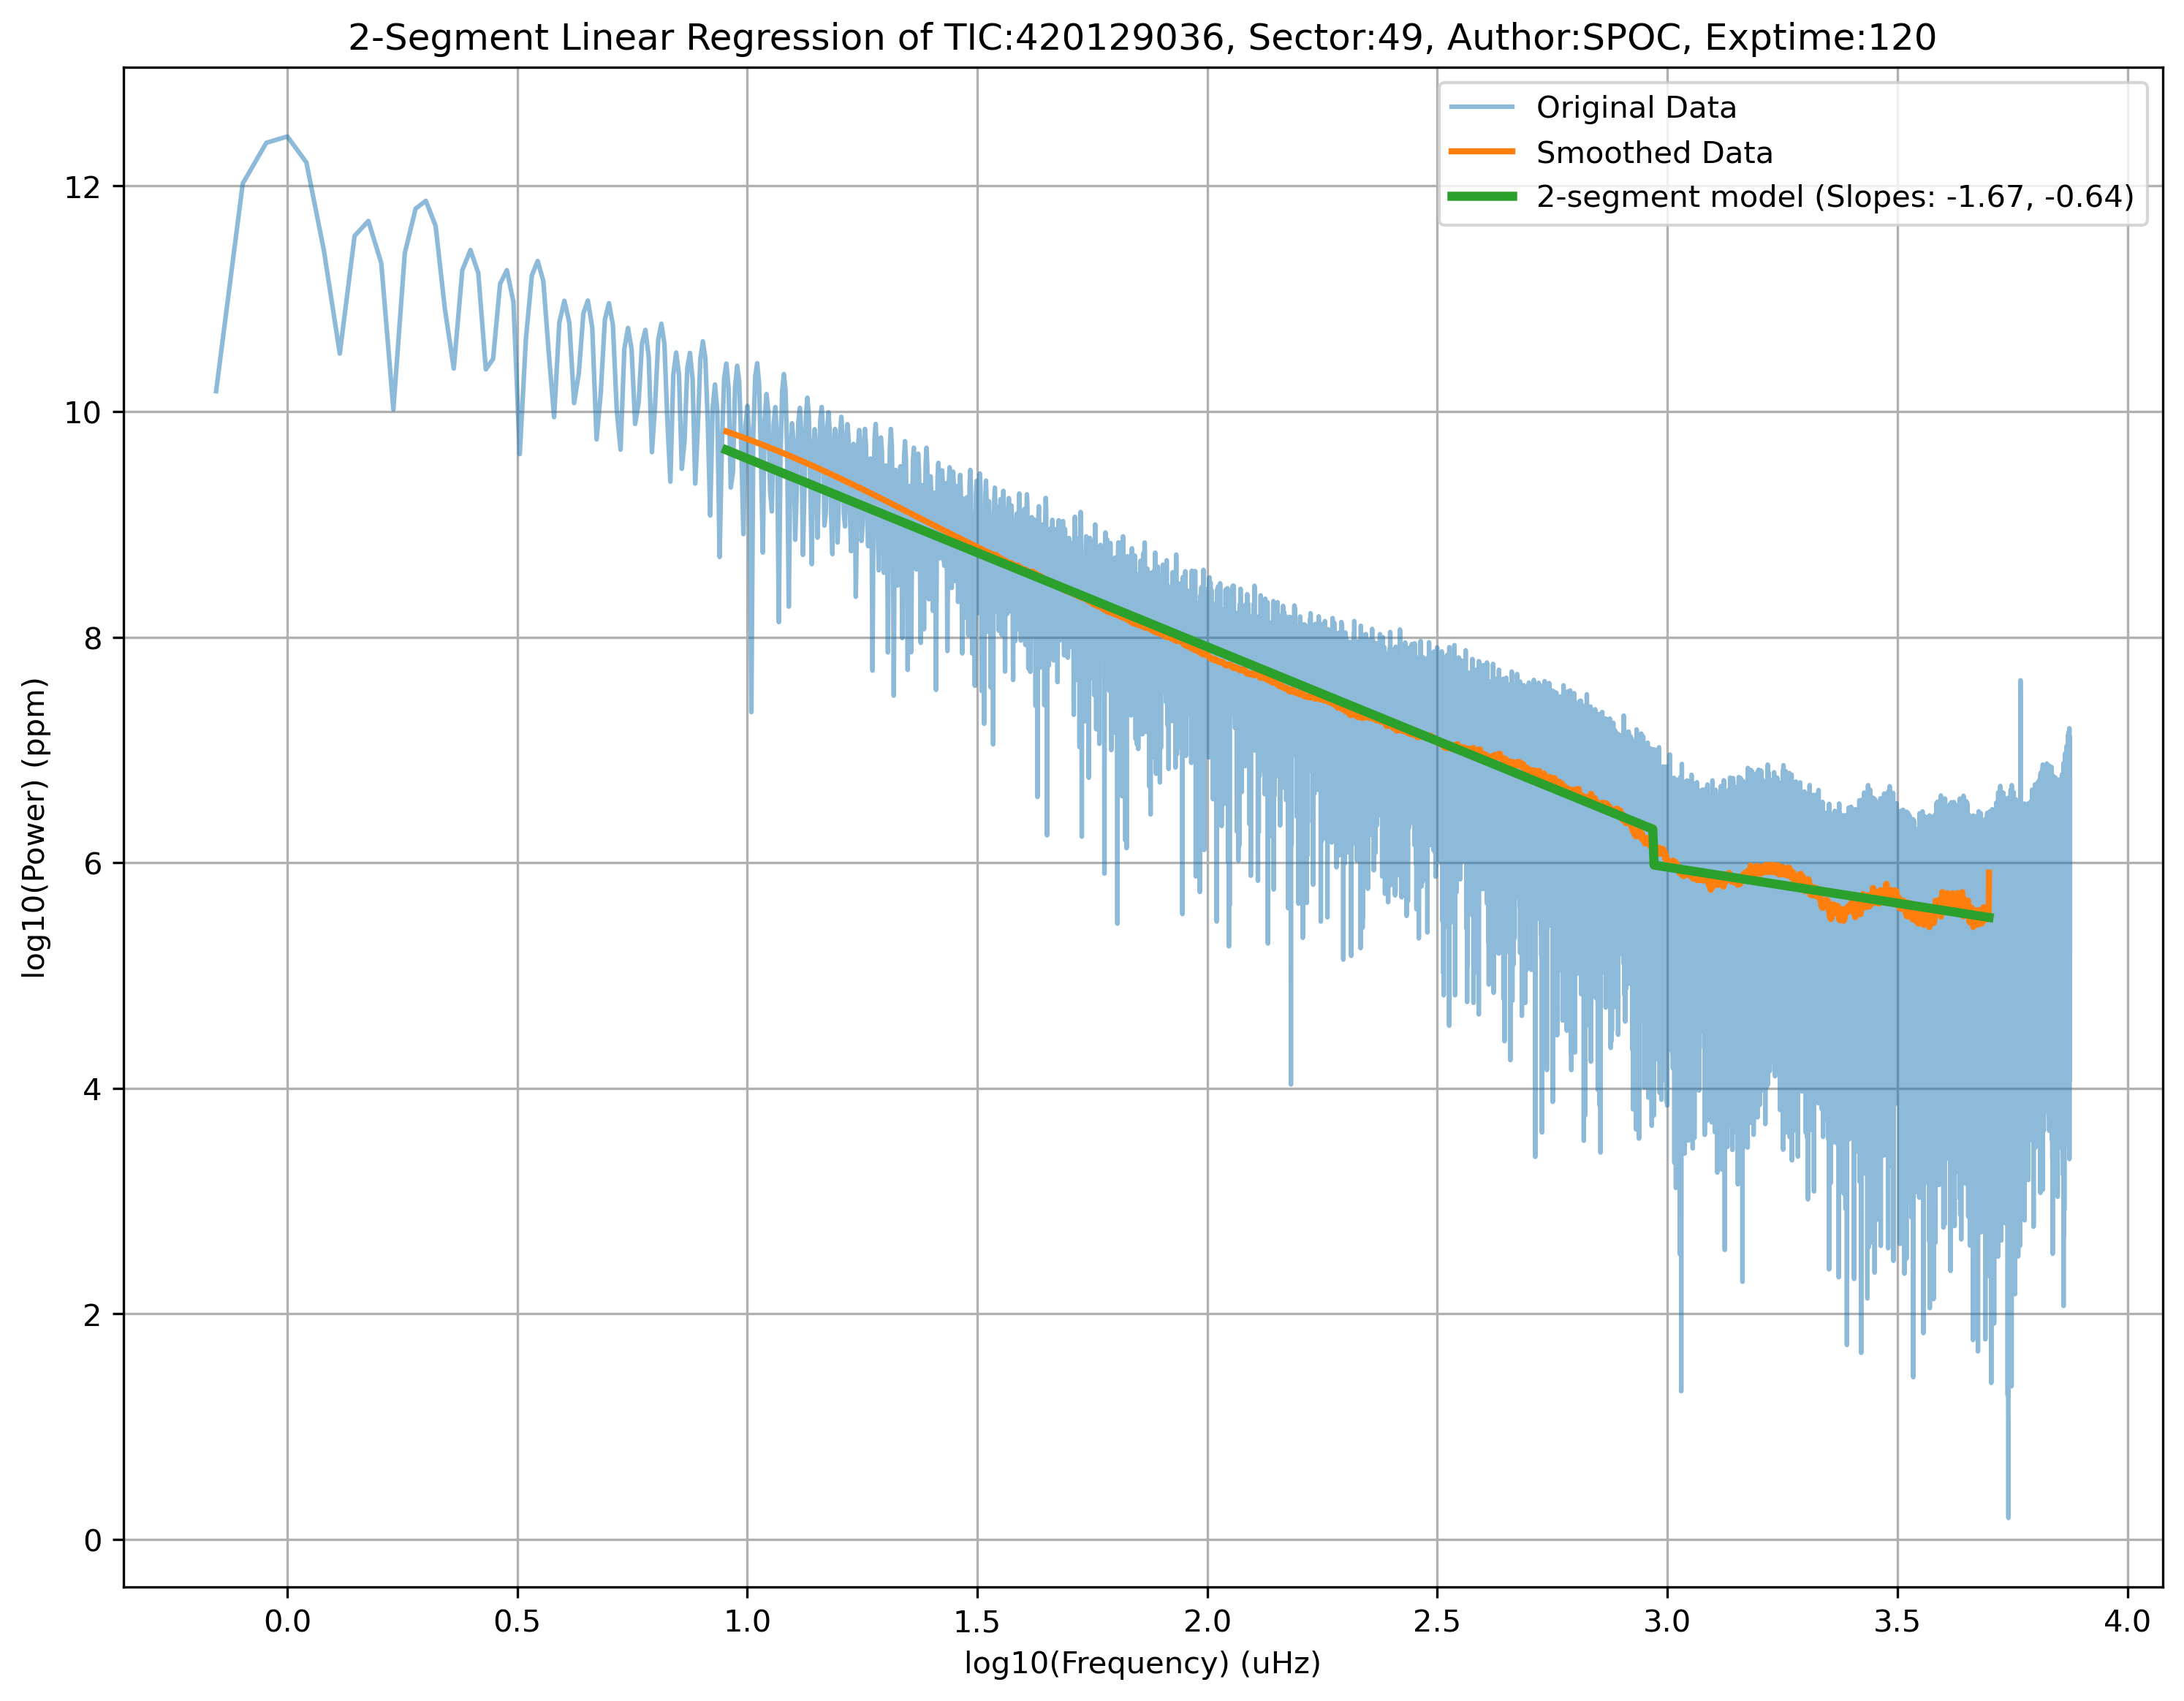 2-Segment Linear Regression of TIC:420129036, Sector:49, Author:SPOC, Exptime:120
Original Data
Smoothed Data
2-segment model (Slopes: -1.67, -0.64)
log10(Power) (ppm)
12
10
8
6
4
2
0
0.0 0.5 1.0 1.5 2.0 2.5 3.0 3.5 4.0
log10(Frequency) (uHz)